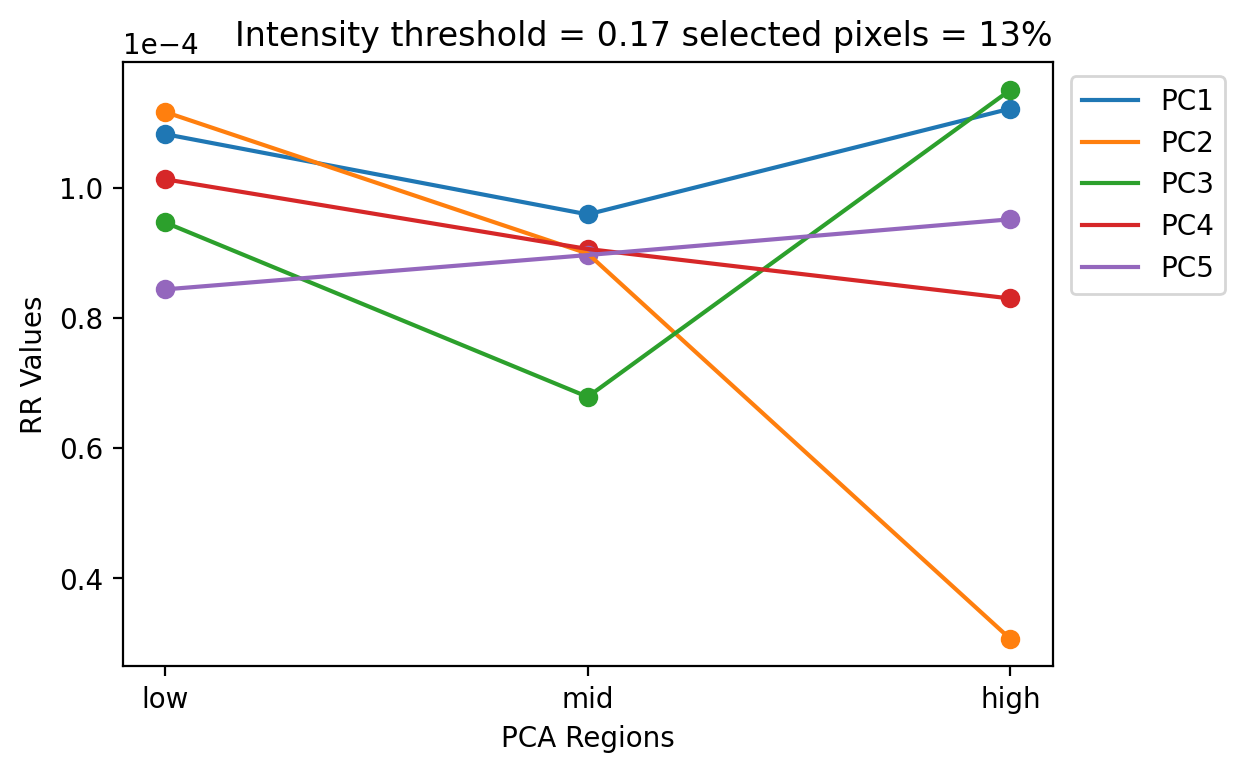 Intensity threshold = 0.17 selected pixels = 13%
1e−4
1.0
0.8
0.6
0.4
RR Values
low mid high
PCA Regions
PC1
PC2
PC3
PC4
PC5